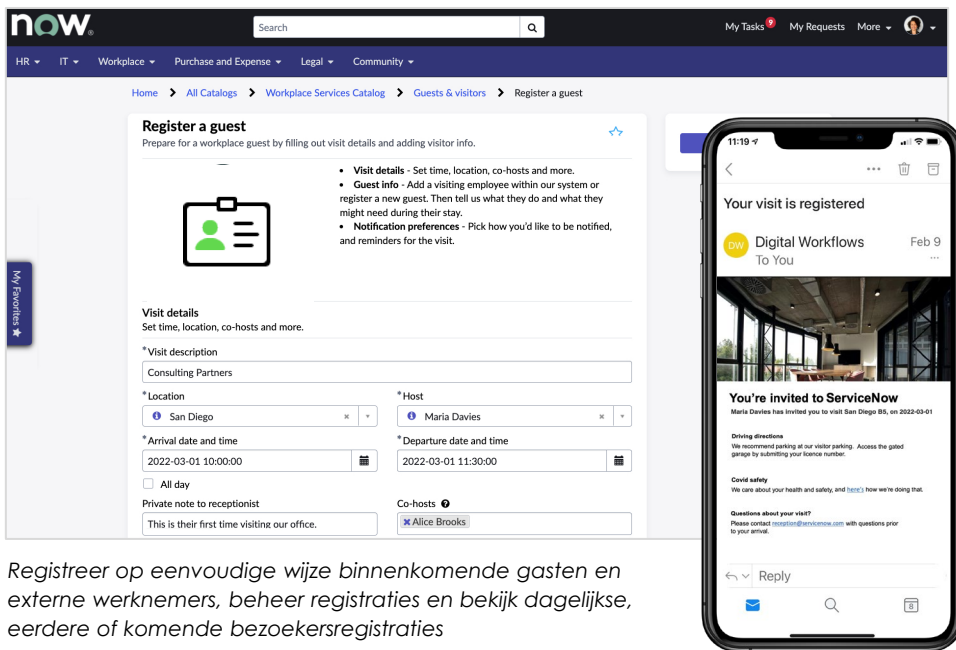 now.
Search
My Tasks 9 My Requests More
HR IT Workplace Purchase and Expense Legal Community
Home All Catalogs Workplace Services Catalog Guests & visitors Register a guest
Register a guest
Prepare for a workplace guest by filling out visit details and adding visitor info.
• Visit details - Set time, location, co-hosts and more.
• Guest info - Add a visiting employee within our system or
register a new guest. Then tell us what they do and what they
might need during their stay.
• Notification preferences - Pick how you'd like to be notified,
and reminders for the visit.
My Favorites
Visit details
Set time, location, co-hosts and more.
*Visit description
Consulting Partners
*Location
San Diego
*Host
Maria Davies
*Arrival date and time
2022-03-01 10:00:00
*Departure date and time
2022-03-01 11:30:00
All day
Private note to receptionist
This is their first time visiting our office.
Co-hosts
Alice Brooks
11:19
Your visit is registered
DW
Digital Workflows Feb 9
To You
You're invited to ServiceNow
Maria Davies has invited you to visit San Diego BS, on 2022-03-01
Driving directions
We recommend parking at our visitor parking. Access the gated
garage by submitting your licence number.
Covid safety
We care about your health and safety, and here's how we're doing that.
Questions about your visit?
Please contact reception@servicenow.com with questions prior
to your arrival.
Reply
8
Registreer op eenvoudige wijze binnenkomende gasten en
externe werknemers, beheer registraties en bekijk dagelijkse,
eerdere of komende bezoekersregistraties